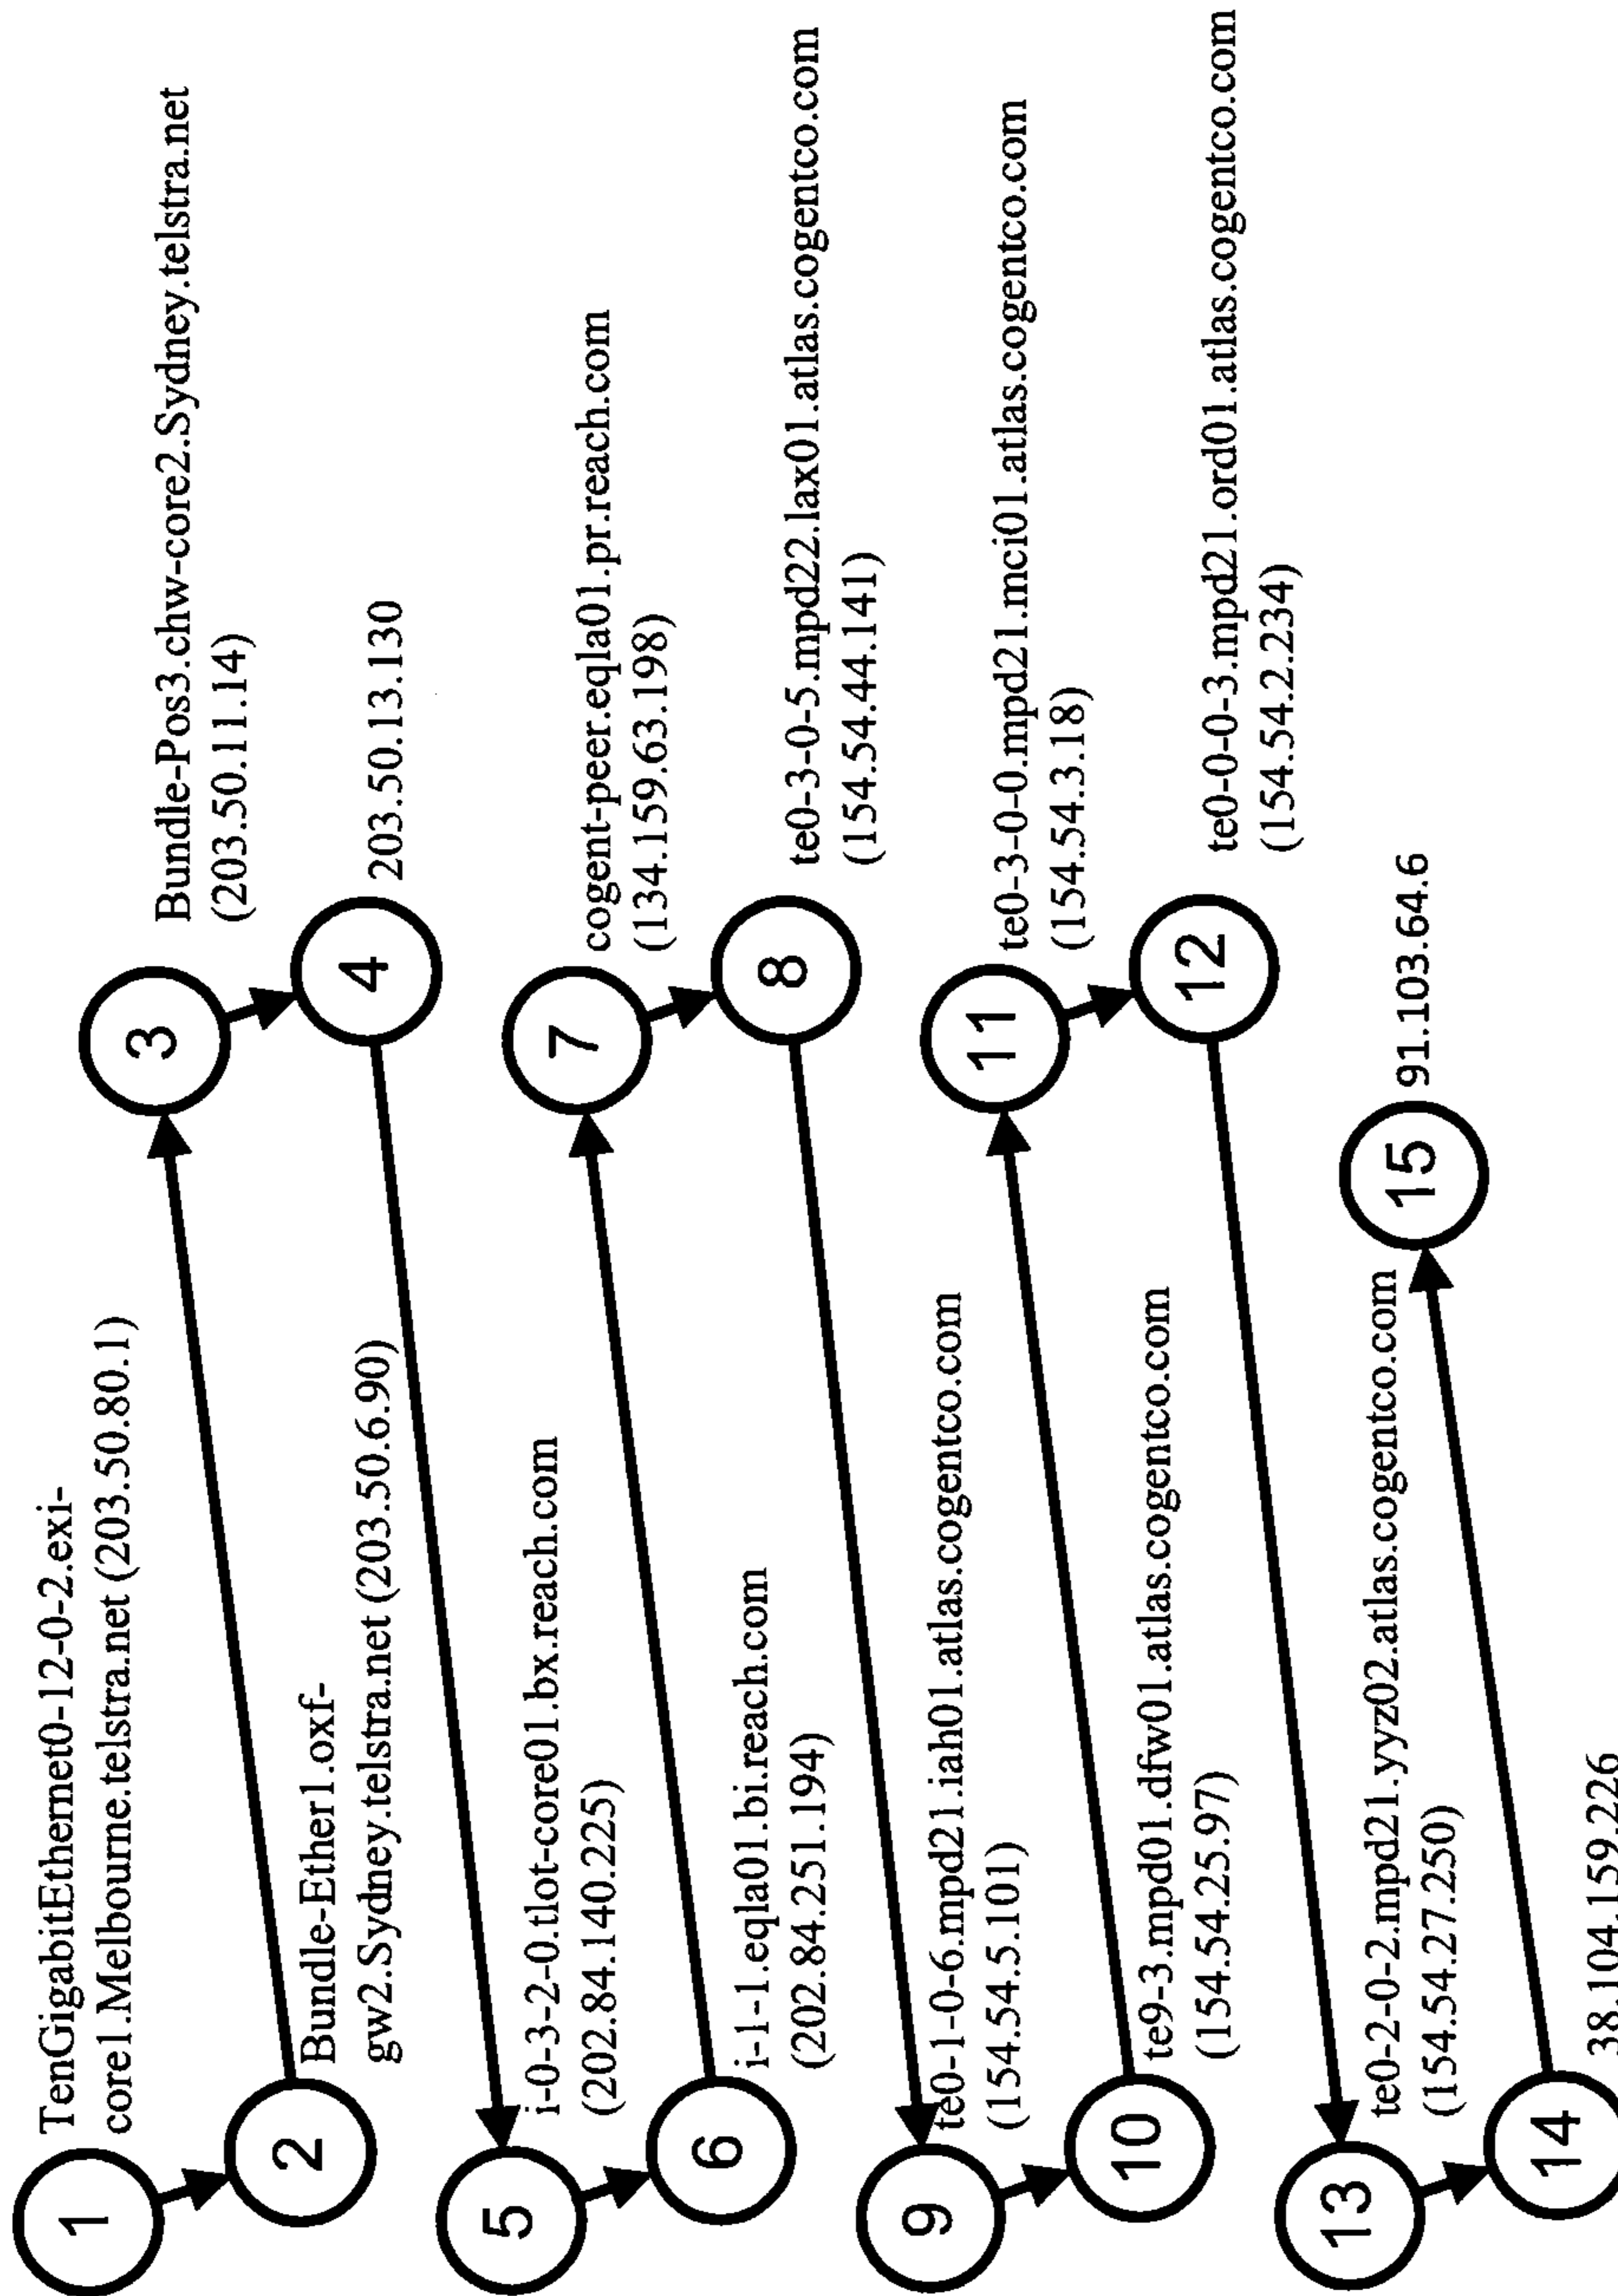 1
TenGigabitEthernet0-12-0-2.exi-
core1.Melbourne.telstra.net (203.50.80.1)
2
Bundle-Ether1.oxf-
gw2.Sydney.telstra.net (203.50.6.90)
3
Bundle-Pos3.chw-core2.Sydney.telstra.net
(203.50.11.14)
4
203.50.13.130
5
i-0-3-2-0.tlot-core01.bx.reach.com
(202.84.140.225)
6
i-1-1.eqla01.bi.reach.com
(202.84.251.194)
7
cogent-peer.eqla01.pr.reach.com
(134.159.63.198)
8
te0-3-0-5.mpd22.lax01.atlas.cogentco.com
(154.54.44.141)
9
te0-1-0-6.mpd21.iah01.atlas.cogentco.com
(154.54.5.101)
10
te9-3.mpd01.dfw01.atlas.cogentco.com
(154.54.25.97)
11
te0-3-0-0.mpd21.mci01.atlas.cogentco.com
(154.54.3.18)
12
te0-0-0-3.mpd21.ord01.atlas.cogentco.com
(154.54.2.234)
13
te0-2-0-2.mpd21.yyz02.atlas.cogentco.com
(154.54.27.250)
14
38.104.159.226
15
91.103.64.6